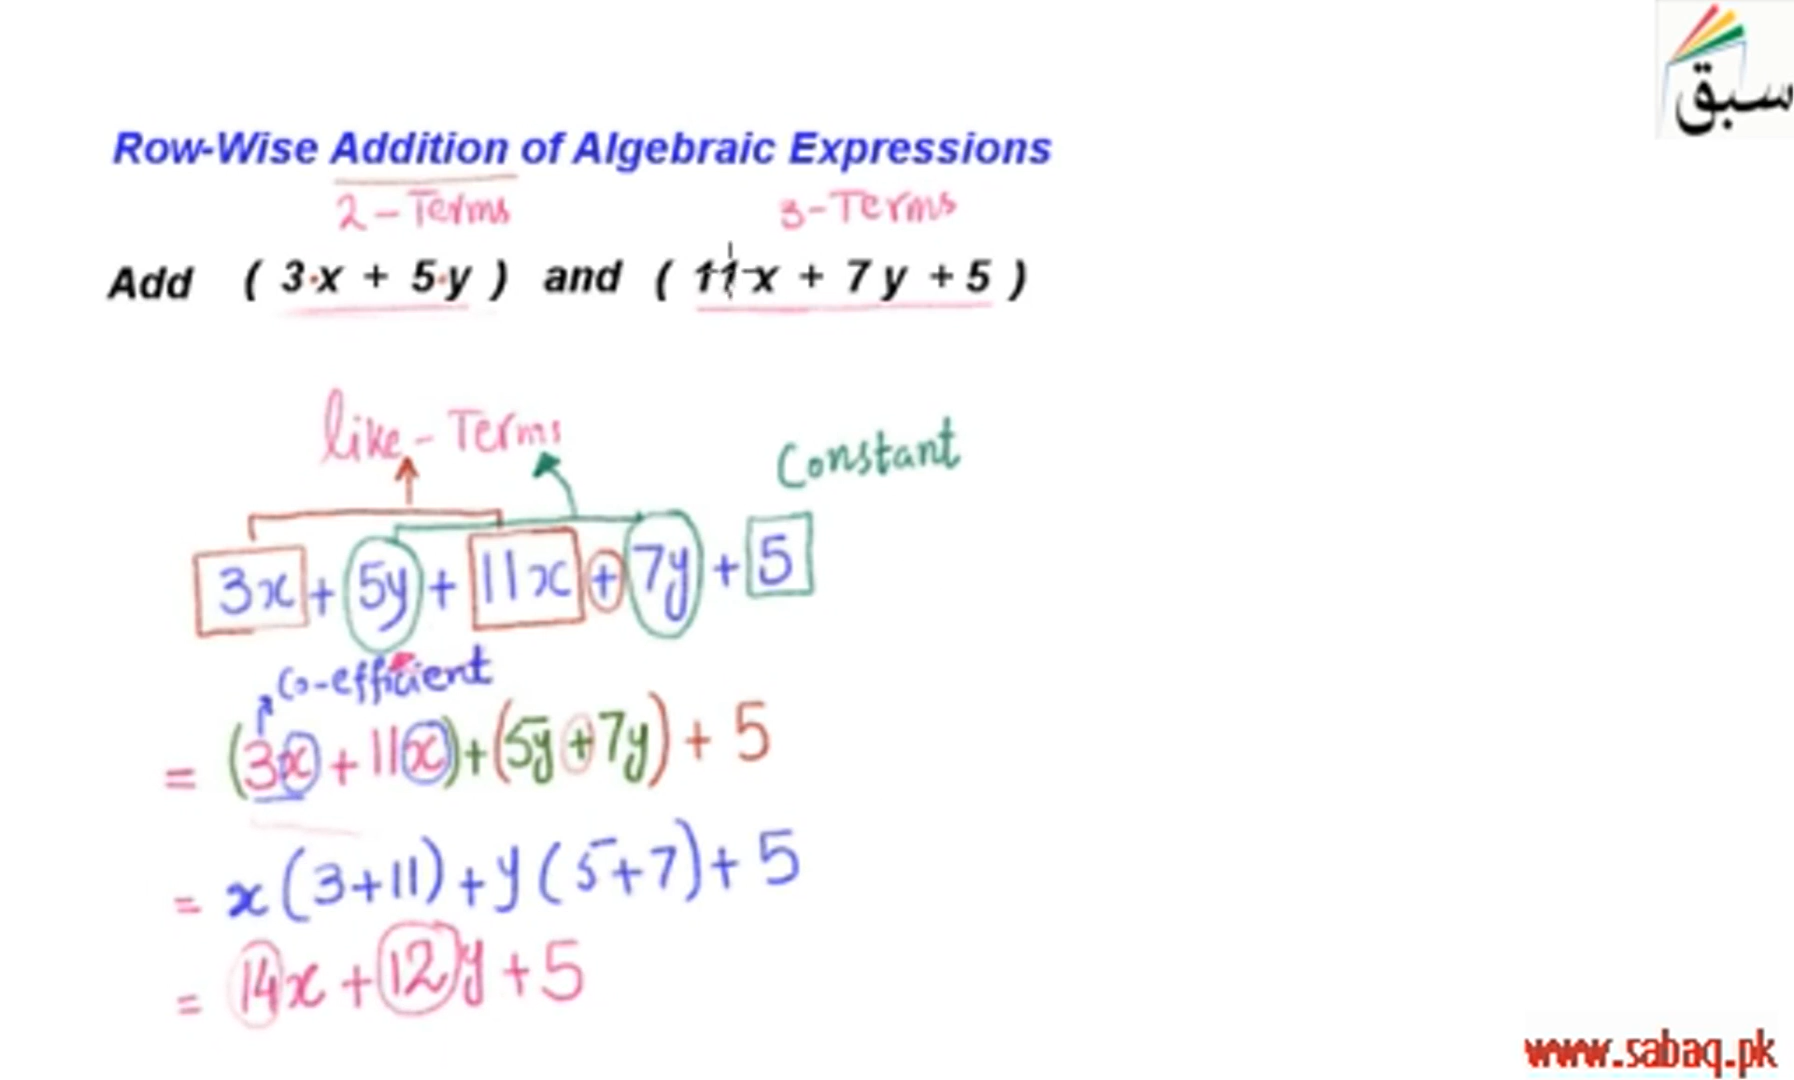 سبق
Row-Wise Addition of Algebraic Expressions
2-Terms 3-Terms
Add ( 3·x + 5·y ) and ( 11x + 7y + 5 )
like-Terms
Constant
3x + 5y + 11x + 7y + 5
Co-efficient
= (3x + 11x) + (5y + 7y) + 5
= x(3+11) + y(5+7) + 5
= 14x + 12y + 5
www.sabaq.pk